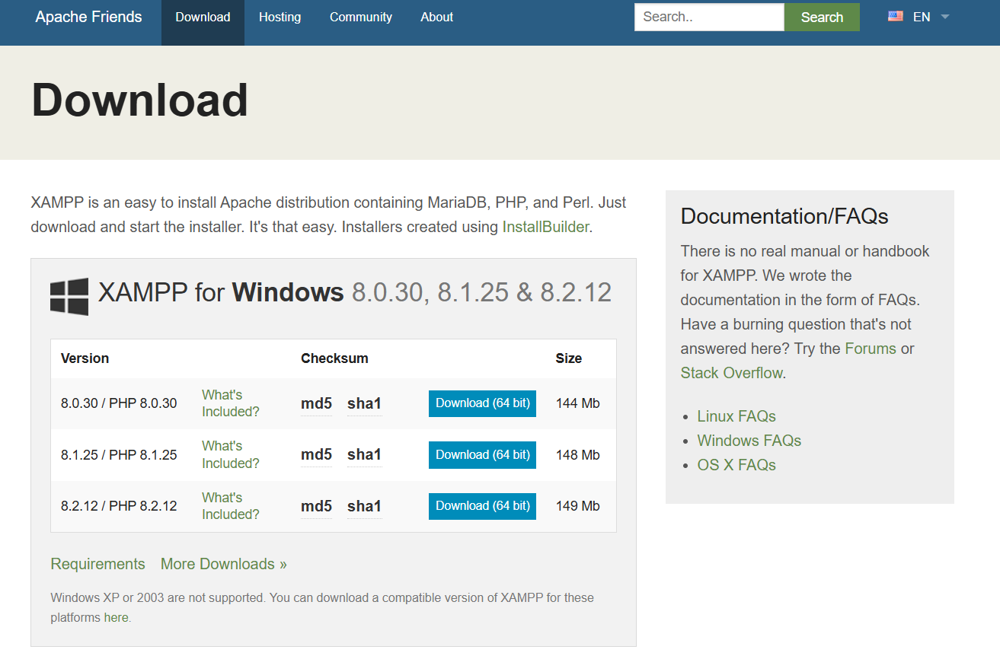 Apache Friends Download Hosting Community About Search.. Search EN
Download
XAMPP is an easy to install Apache distribution containing MariaDB, PHP, and Perl. Just
download and start the installer. It's that easy. Installers created using InstallBuilder.
XAMPP for Windows 8.0.30, 8.1.25 & 8.2.12
Version Checksum Size
8.0.30 / PHP 8.0.30 What's
Included? md5 sha1 Download (64 bit) 144 Mb
8.1.25 / PHP 8.1.25 What's
Included? md5 sha1 Download (64 bit) 148 Mb
8.2.12 / PHP 8.2.12 What's
Included? md5 sha1 Download (64 bit) 149 Mb
Requirements More Downloads »
Windows XP or 2003 are not supported. You can download a compatible version of XAMPP for these
platforms here.
Documentation/FAQs
There is no real manual or handbook
for XAMPP. We wrote the
documentation in the form of FAQs.
Have a burning question that's not
answered here? Try the Forums or
Stack Overflow.
• Linux FAQs
• Windows FAQs
• OS X FAQs